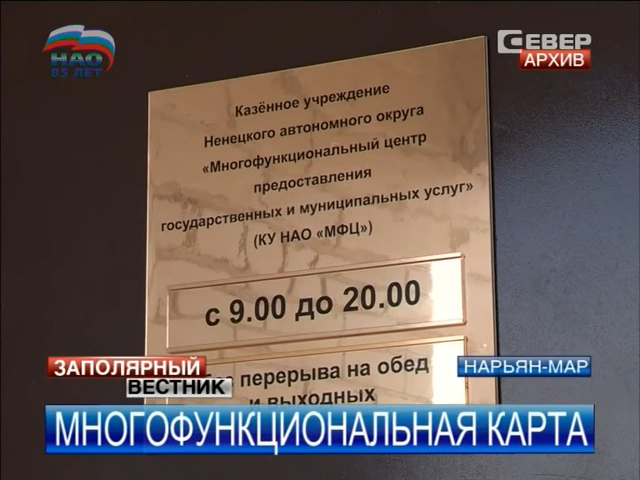 НАО
85 ЛЕТ
СЕВЕР
АРХИВ
Казённое учреждение
Ненецкого автономного округа
«Многофункциональный центр
предоставления
государственных и муниципальных услуг»
(КУ НАО «МФЦ»)
с 9.00 до 20.00
перерыва на обед
и выходных
ЗАПОЛЯРНЫЙ
ВЕСТНИК
НАРЬЯН-МАР
МНОГОФУНКЦИОНАЛЬНАЯ КАРТА